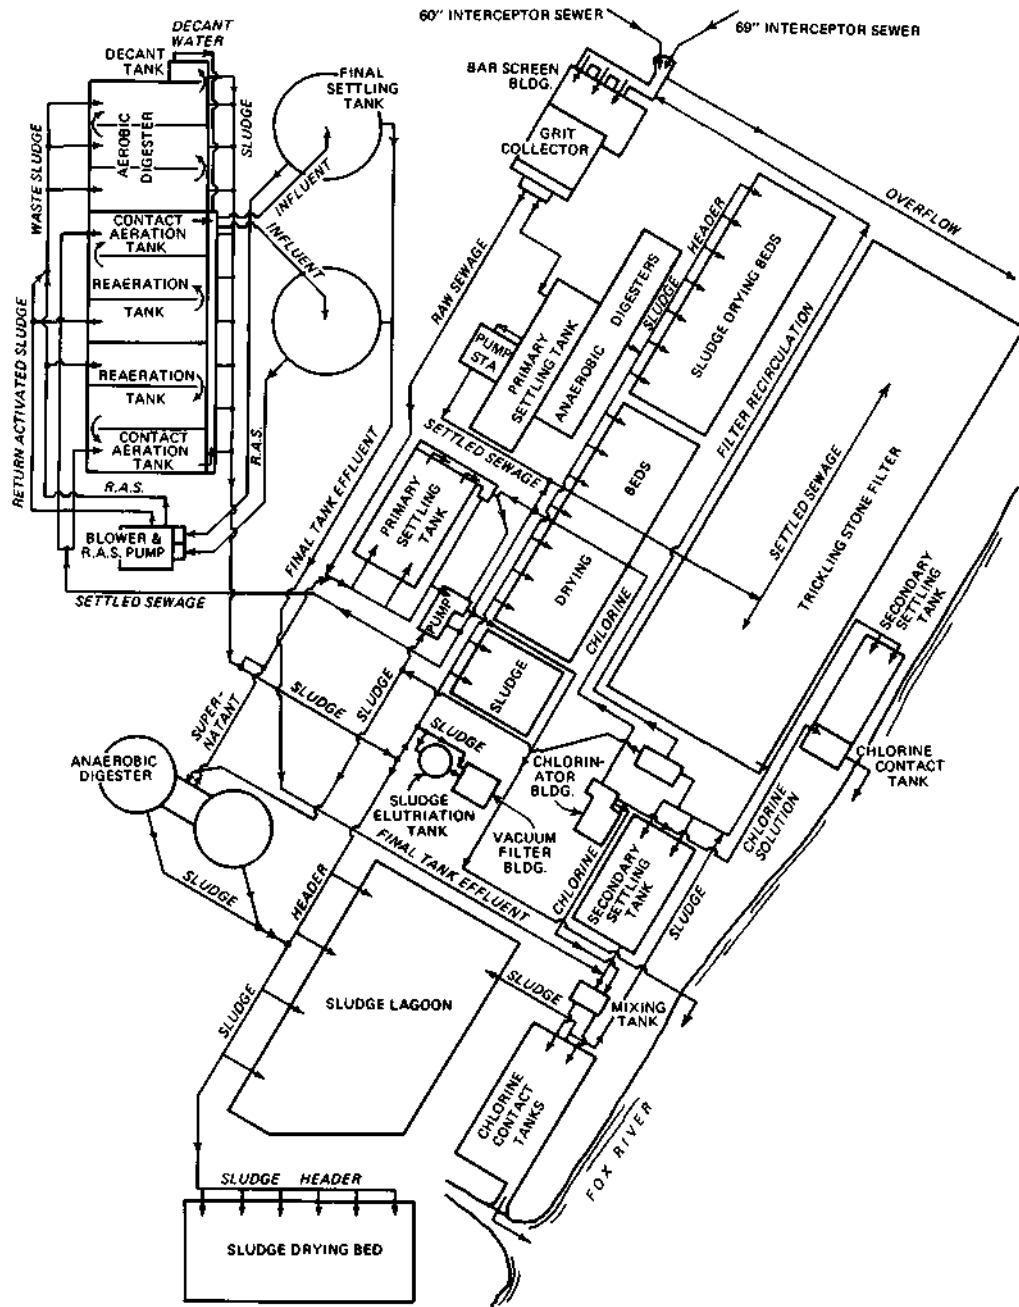 60" INTERCEPTOR SEWER
69" INTERCEPTOR SEWER
DECANT
WATER
DECANT
TANK
FINAL
SETTLING
TANK
BAR SCREEN
BLDG.
GRIT
COLLECTOR
OVERFLOW
WASTE SLUDGE
AEROBIC
DIGESTER
SLUDGE
INFLUENT
INFLUENT
CONTACT
AERATION
TANK
REAERATION
TANK
REAERATION
TANK
CONTACT
AERATION
TANK
RETURN ACTIVATED SLUDGE
R.A.S.
R.A.S.
BLOWER &
R.A.S. PUMP
SETTLED SEWAGE
RAW SEWAGE
PUMP
STA
PRIMARY
SETTLING TANK
ANAEROBIC
DIGESTERS
SLUDGE
HEADER
SLUDGE DRYING BEDS
FILTER RECIRCULATION
SETTLED SEWAGE
TRICKLING STONE FILTER
SETTLED
SEWAGE
FINAL TANK EFFLUENT
PRIMARY
SETTLING
TANK
PUMP
BEDS
DRYING
SLUDGE
CHLORINE
SECONDARY
SETTLING
TANK
CHLORINE
CONTACT
TANK
CHLORINE
SOLUTION
SUPER-
NATANT
SLUDGE
SLUDGE
SLUDGE
ANAEROBIC
DIGESTER
SLUDGE
ELUTRIATION
TANK
VACUUM
FILTER
BLDG.
CHLORIN-
ATOR
BLDG.
CHLORINE
SECONDARY
SETTLING
TANK
SLUDGE
FINAL TANK EFFLUENT
SLUDGE
HEADER
SLUDGE
SLUDGE LAGOON
SLUDGE
MIXING
TANK
CHLORINE
CONTACT
TANKS
FOX RIVER
SLUDGE HEADER
SLUDGE DRYING BED